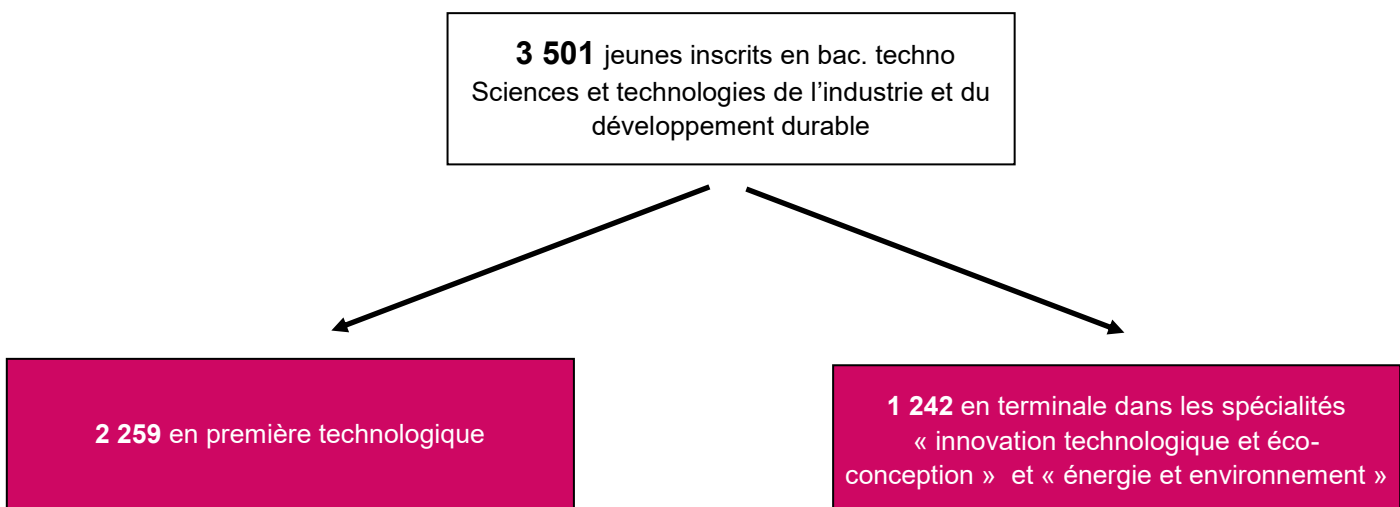 3 501 jeunes inscrits en bac. techno
Sciences et technologies de l’industrie et du
développement durable
2 259 en première technologique
1 242 en terminale dans les spécialités
« innovation technologique et éco-
conception »  et « énergie et environnement »